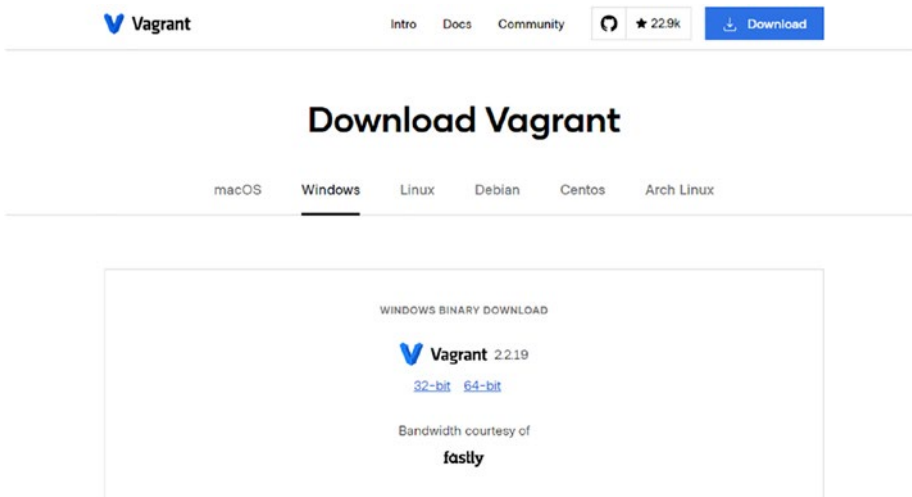 Vagrant Intro Docs Community ★ 22.9k Download
Download Vagrant
macOS Windows Linux Debian Centos Arch Linux
WINDOWS BINARY DOWNLOAD
Vagrant 2.2.19
32-bit 64-bit
Bandwidth courtesy of
fastly